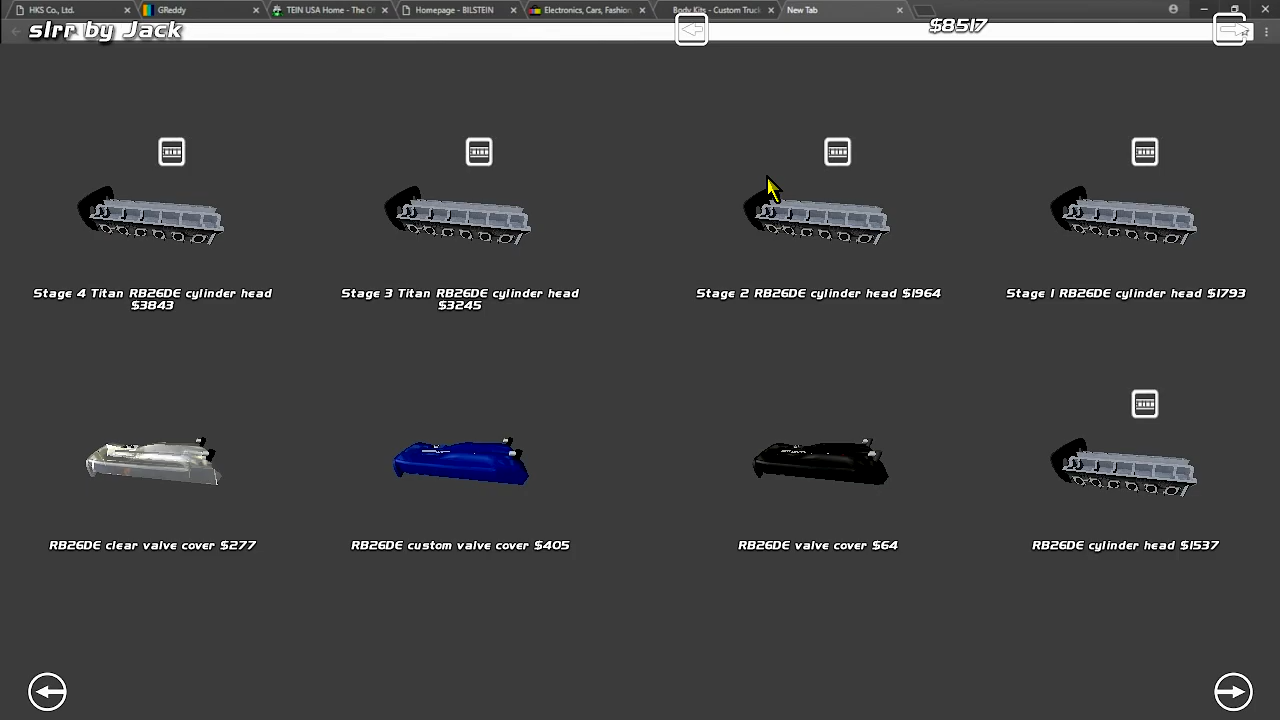 HKS Co, Ltd.
GReddy
TEIN USA Home - The O
Homepage - BILSTEIN
Electronics, Cars, Fashion
Body Kits - Custom Truck
New Tab
slrr by Jack
$8517
Stage 4 Titan RB26DE cylinder head
$3843
Stage 3 Titan RB26DE cylinder head
$3245
Stage 2 RB26DE cylinder head $1964
Stage 1 RB26DE cylinder head $1793
RB26DE clear valve cover $277
RB26DE custom valve cover $405
RB26DE valve cover $64
RB26DE cylinder head $1537